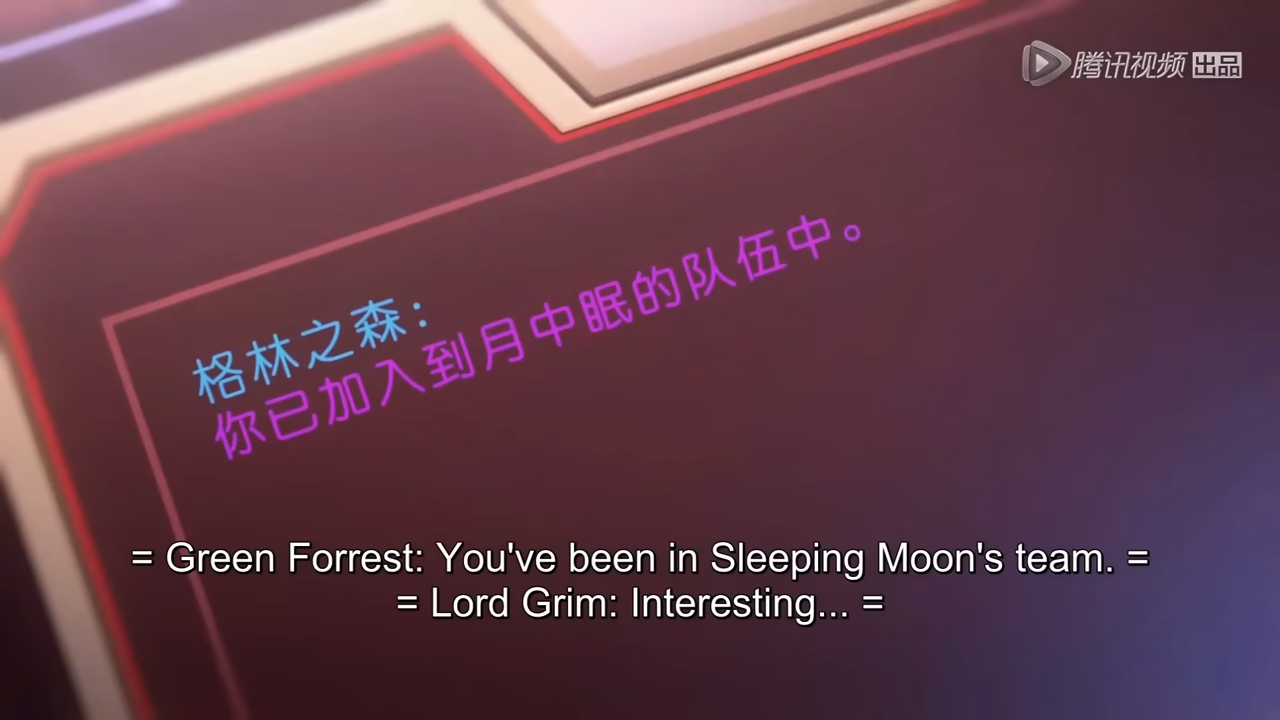 腾讯视频 出品
格林之森：
你已加入到月中眠的队伍中。
= Green Forrest: You've been in Sleeping Moon's team. =
= Lord Grim: Interesting... =